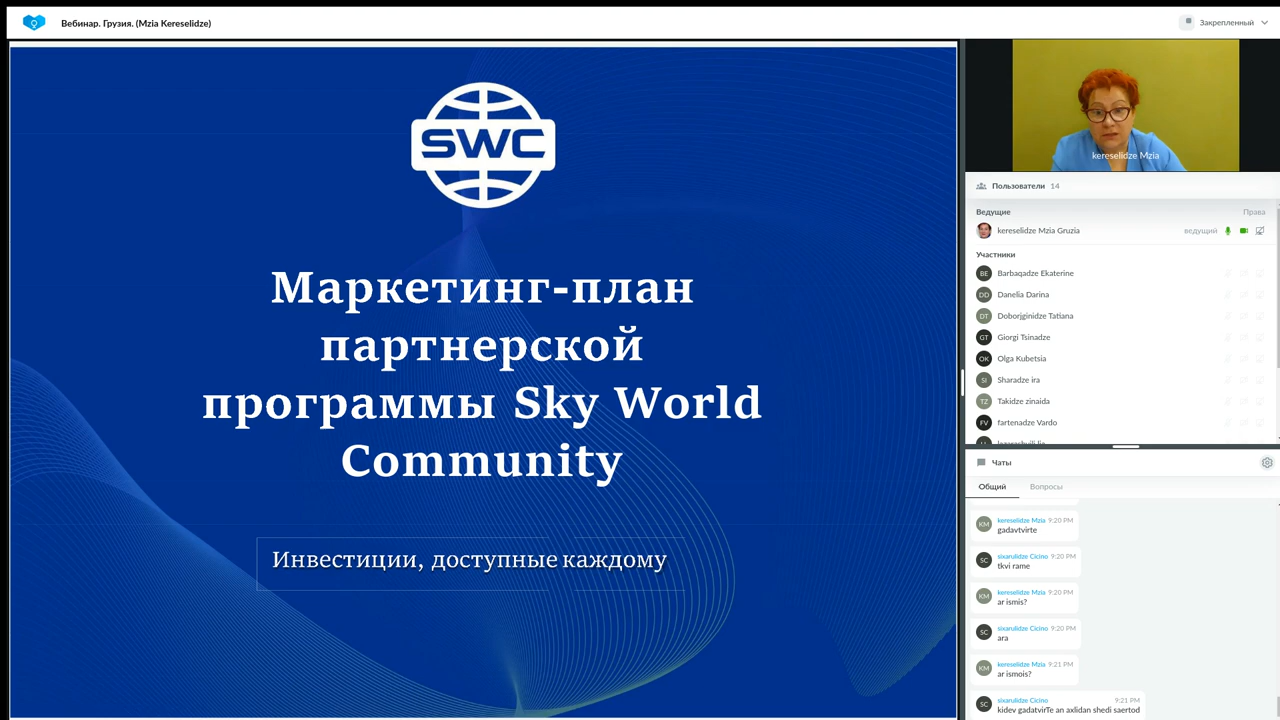 Вебинар. Грузия. (Mzia Kereselidze)
Закрепленный
SWC
Маркетинг-план
партнерской
программы Sky World
Community
Инвестиции, доступные каждому
kereselidze Mzia
Пользователи 14
Ведущие Права
kereselidze Mzia Gruzia ведущий
Участники
BE Barbaqadze Ekaterine
DD Danelia Darina
DT Doborjginidze Tatiana
GT Giorgi Tsinadze
OK Olga Kubetsia
SI Sharadze ira
TZ Takidze zinaida
FV fartenadze Vardo
Чаты
Общий Вопросы
KM kereselidze Mzia 9:20 PM
gadavtvirte
SC sixarulidze Cicino 9:20 PM
tkvi rame
KM kereselidze Mzia 9:20 PM
ar ismis?
SC sixarulidze Cicino 9:20 PM
ara
KM kereselidze Mzia 9:21 PM
ar ismois?
SC sixarulidze Cicino 9:21 PM
kidev gadatvirTe an axlidan shedi saertod